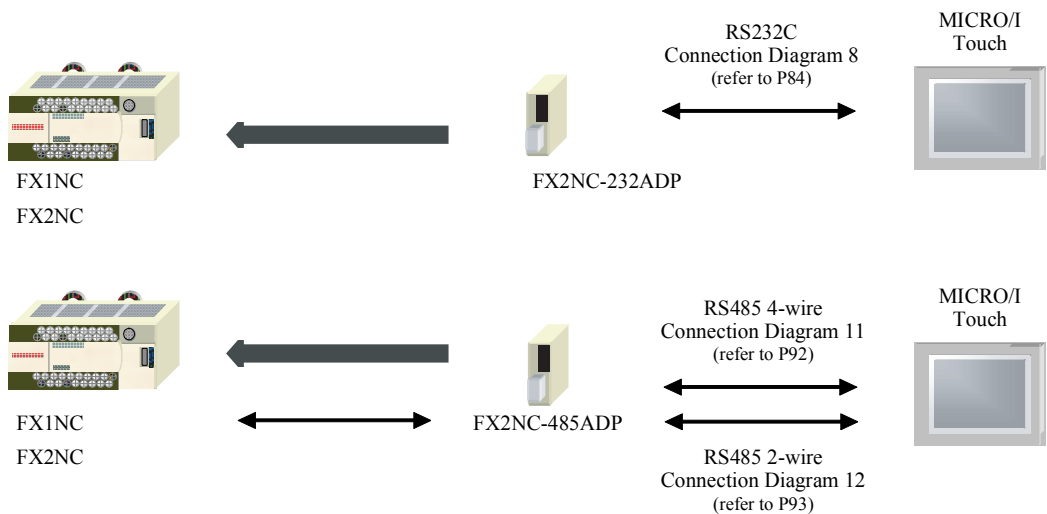 RS232C
Connection Diagram 8
(refer to P84)
MICRO/I
Touch
FX1NC
FX2NC
FX2NC-232ADP
RS485 4-wire
Connection Diagram 11
(refer to P92)
MICRO/I
Touch
FX1NC
FX2NC
FX2NC-485ADP
RS485 2-wire
Connection Diagram 12
(refer to P93)